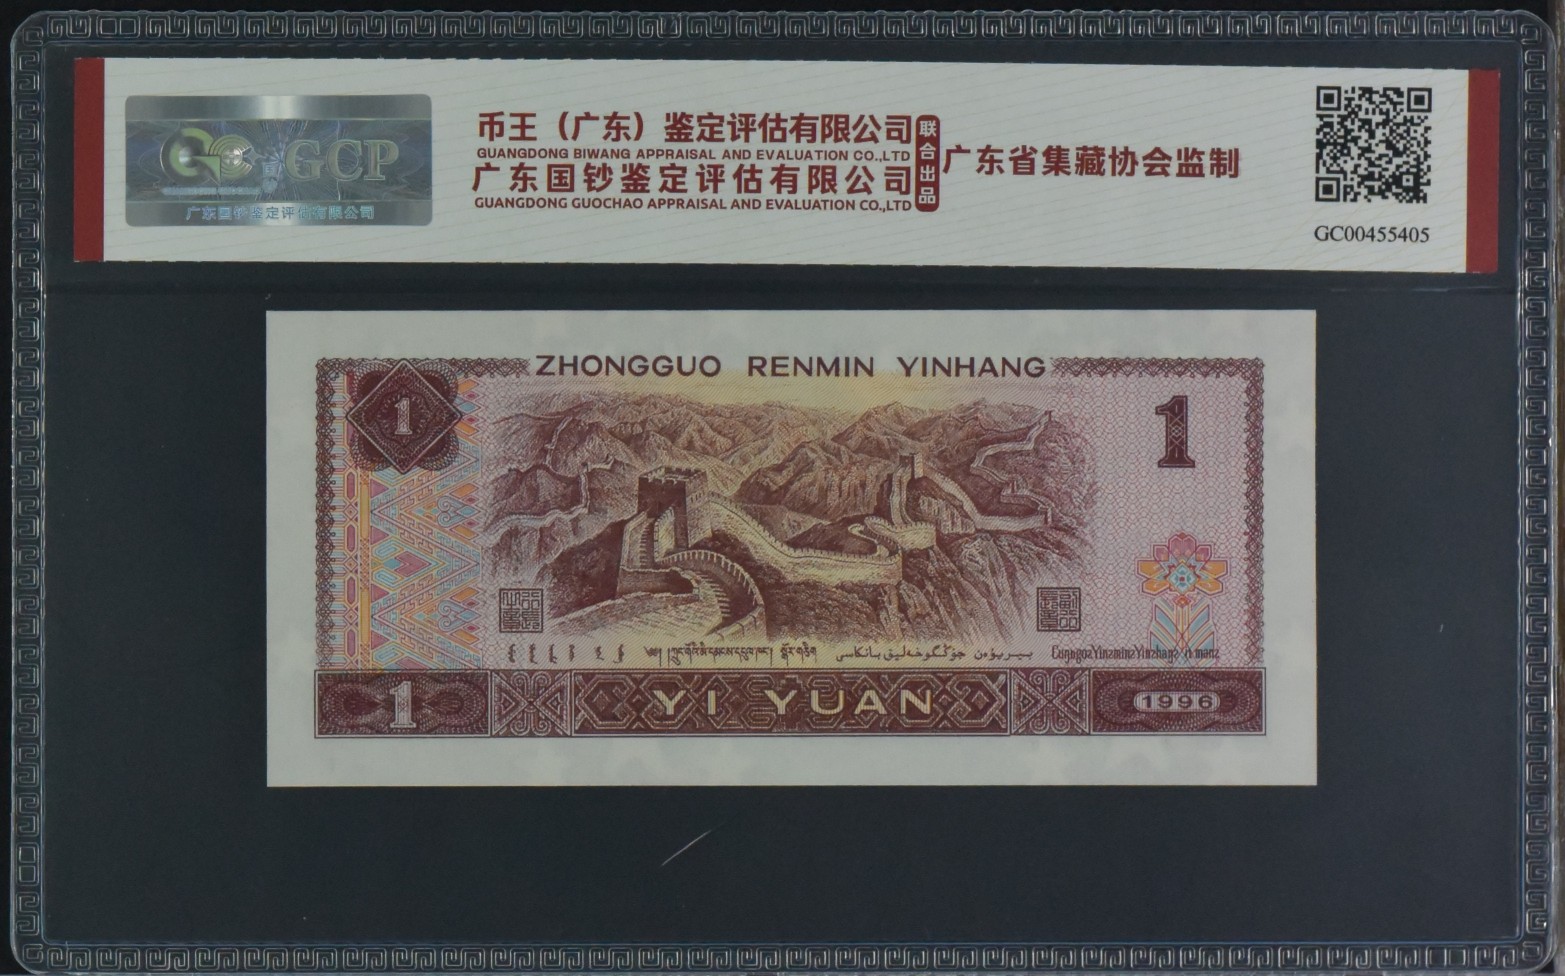 GCP
广东国钞鉴定评估有限公司
币王（广东）鉴定评估有限公司
GUANGDONG BIWANG APPRAISAL AND EVALUATION CO.,LTD
广东国钞鉴定评估有限公司
GUANGDONG GUOCHAO APPRAISAL AND EVALUATION CO.,LTD
联合出品
广东省集藏协会监制
GC00455405
ZHONGGUO RENMIN YINHANG
1
1
1
YI YUAN
1996